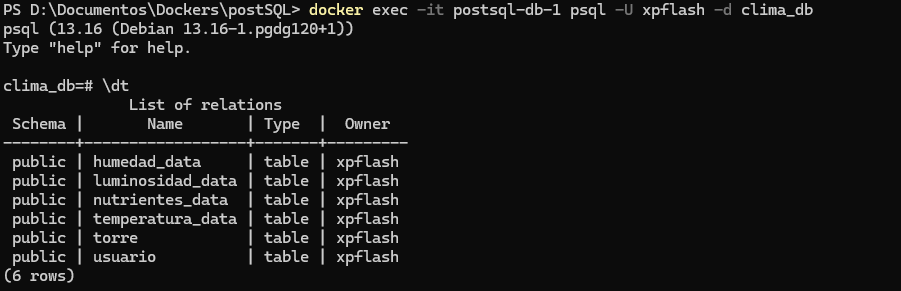 PS D:\Documentos\Dockers\postSQL> docker exec -it postsql-db-1 psql -U xpflash -d clima_db
psql (13.16 (Debian 13.16-1.pgdg120+1))
Type "help" for help.

clima_db=# \dt
             List of relations
 Schema |       Name       | Type  |  Owner
--------+------------------+-------+---------
 public | humedad_data     | table | xpflash
 public | luminosidad_data | table | xpflash
 public | nutrientes_data  | table | xpflash
 public | temperatura_data | table | xpflash
 public | torre            | table | xpflash
 public | usuario          | table | xpflash
(6 rows)